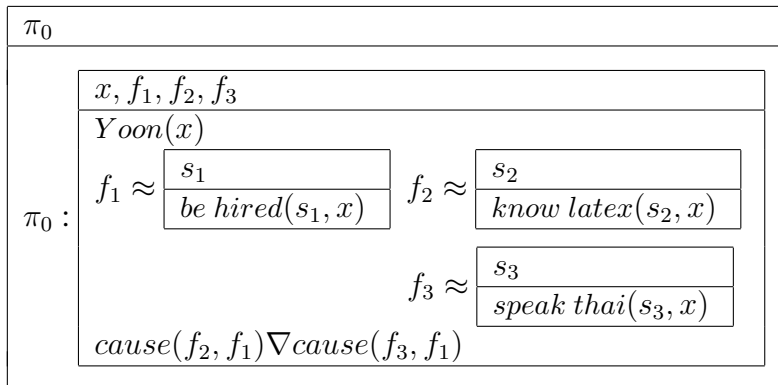 π₀
x, f₁, f₂, f₃
Yoon(x)
s₁ s₂
π₀ : f₁ ≈ f₂ ≈
be hired(s₁, x) know latex(s₂, x)
s₃
f₃ ≈
speak thai(s₃, x)
cause(f₂, f₁)∇cause(f₃, f₁)